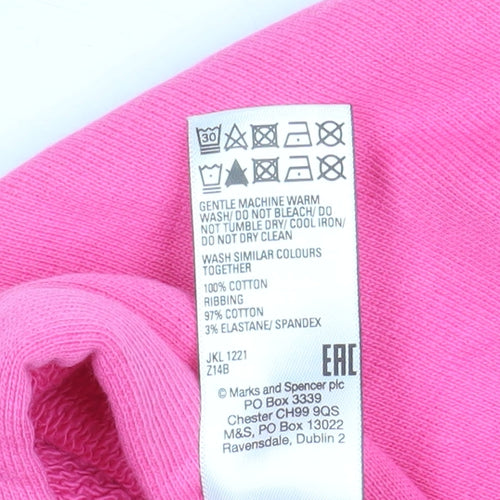 30
GENTLE MACHINE WARM
WASH/ DO NOT BLEACH/ DO
NOT TUMBLE DRY/ COOL IRON/
DO NOT DRY CLEAN
WASH SIMILAR COLOURS
TOGETHER
100% COTTON
RIBBING
97% COTTON
3% ELASTANE/ SPANDEX
JKL 1221
Z14B
EAC
© Marks and Spencer plc
PO Box 3339
Chester CH99 9QS
M&S, PO Box 13022
Ravensdale, Dublin 2